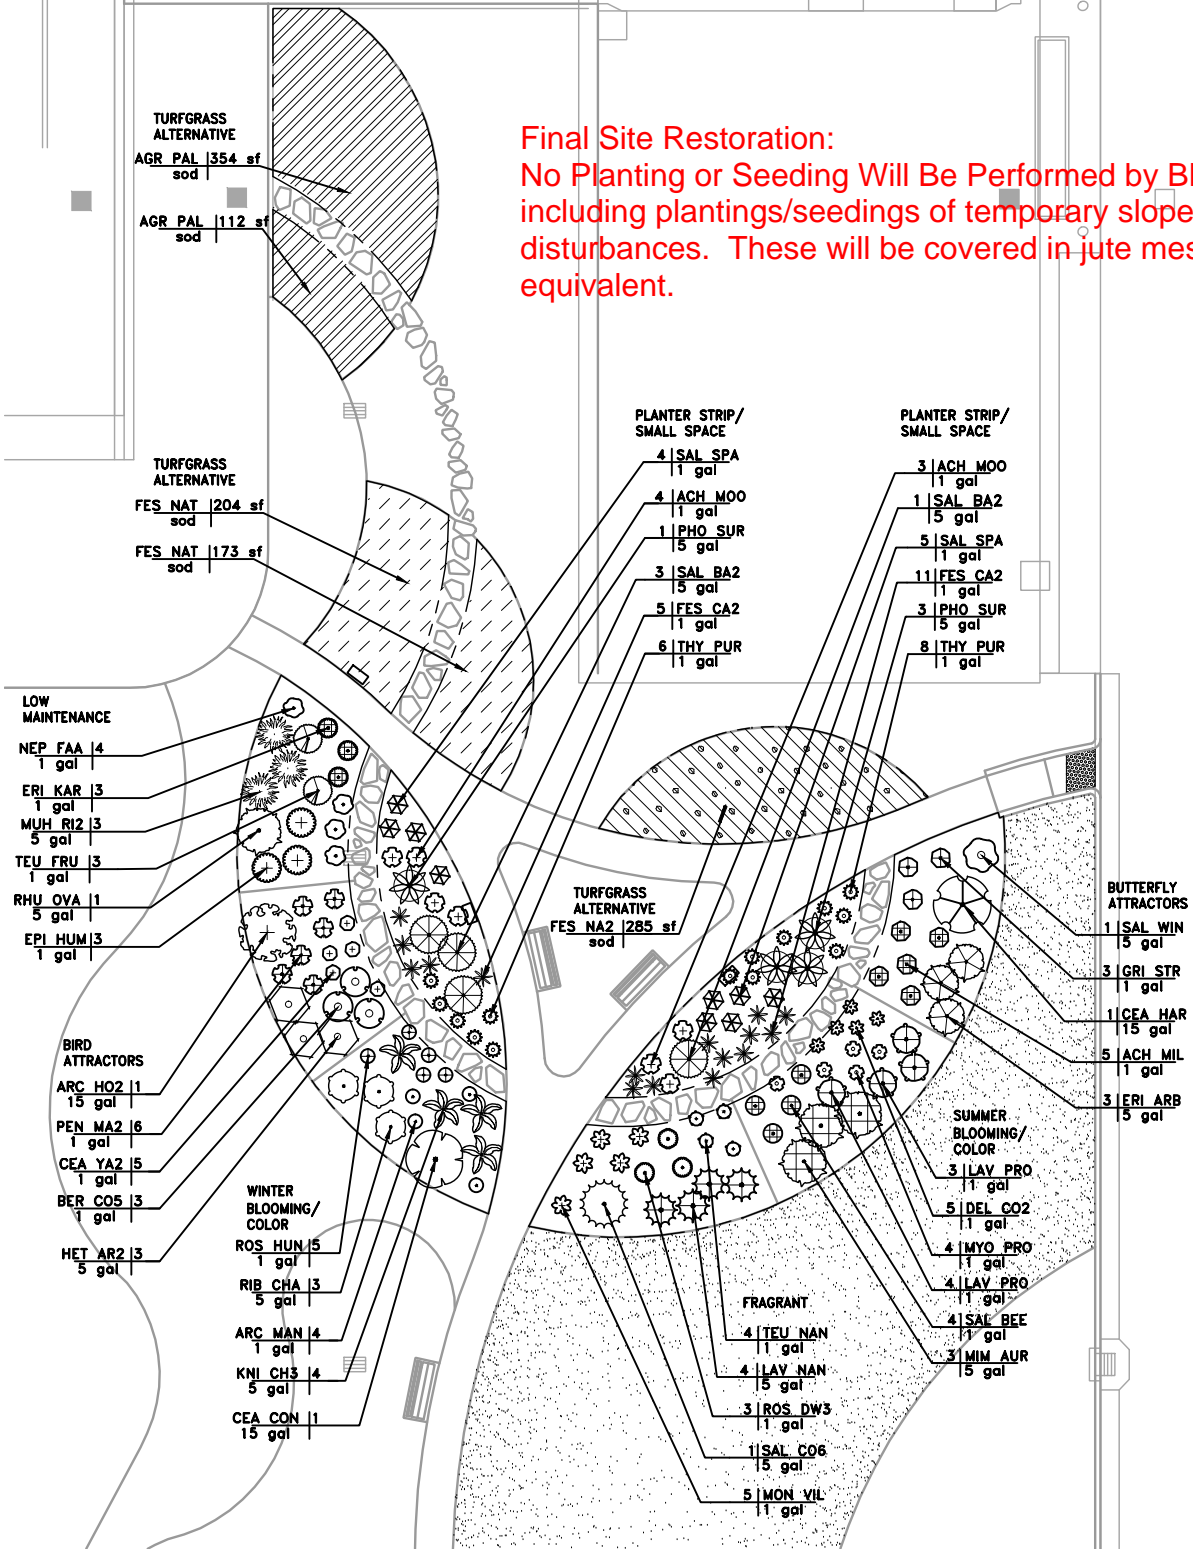 Final Site Restoration:
No Planting or Seeding Will Be Performed by
including plantings/seedings of temporary slope
disturbances. These will be covered in jute
equivalent.
TURFGRASS
ALTERNATIVE
AGR PAL 354 sf
sod
AGR PAL 112 sf
sod
TURFGRASS
ALTERNATIVE
FES NAT 204 sf
sod
FES NAT 173 sf
sod
PLANTER STRIP/
SMALL SPACE
4 SAL SPA
1 gal
4 ACH MOO
1 gal
1 PHO SUR
5 gal
3 SAL BA2
5 gal
5 FES CA2
1 gal
6 THY PUR
1 gal
PLANTER STRIP/
SMALL SPACE
3 ACH MOO
1 gal
1 SAL BA2
5 gal
5 SAL SPA
1 gal
11 FES CA2
1 gal
3 PHO SUR
5 gal
8 THY PUR
1 gal
LOW
MAINTENANCE
NEP FAA 4
1 gal
ERI KAR 3
1 gal
MUH RI2 3
5 gal
TEU FRU 3
1 gal
RHU OVA 1
5 gal
EPI HUM 3
1 gal
TURFGRASS
ALTERNATIVE
FES NA2 285 sf
sod
BUTTERFLY
ATTRACTORS
1 SAL WIN
5 gal
3 GRI STR
1 gal
1 CEA HAR
15 gal
5 ACH MIL
1 gal
3 ERI ARB
5 gal
BIRD
ATTRACTORS
ARC HO2 1
15 gal
PEN MA2 6
1 gal
CEA YA2 5
1 gal
BER CO5 3
1 gal
HET AR2 3
5 gal
WINTER
BLOOMING/
COLOR
ROS HUN 5
1 gal
RIB CHA 3
5 gal
ARC MAN 4
1 gal
KNI CH3 4
5 gal
CEA CON 1
15 gal
SUMMER
BLOOMING/
COLOR
3 LAV PRO
1 gal
5 DEL CO2
1 gal
4 MYO PRO
1 gal
4 LAV PRO
1 gal
4 SAL BEE
1 gal
3 MIM AUR
5 gal
FRAGRANT
4 TEU NAN
1 gal
4 LAV NAN
5 gal
3 ROS DW3
1 gal
1 SAL CO6
5 gal
5 MON VIL
1 gal